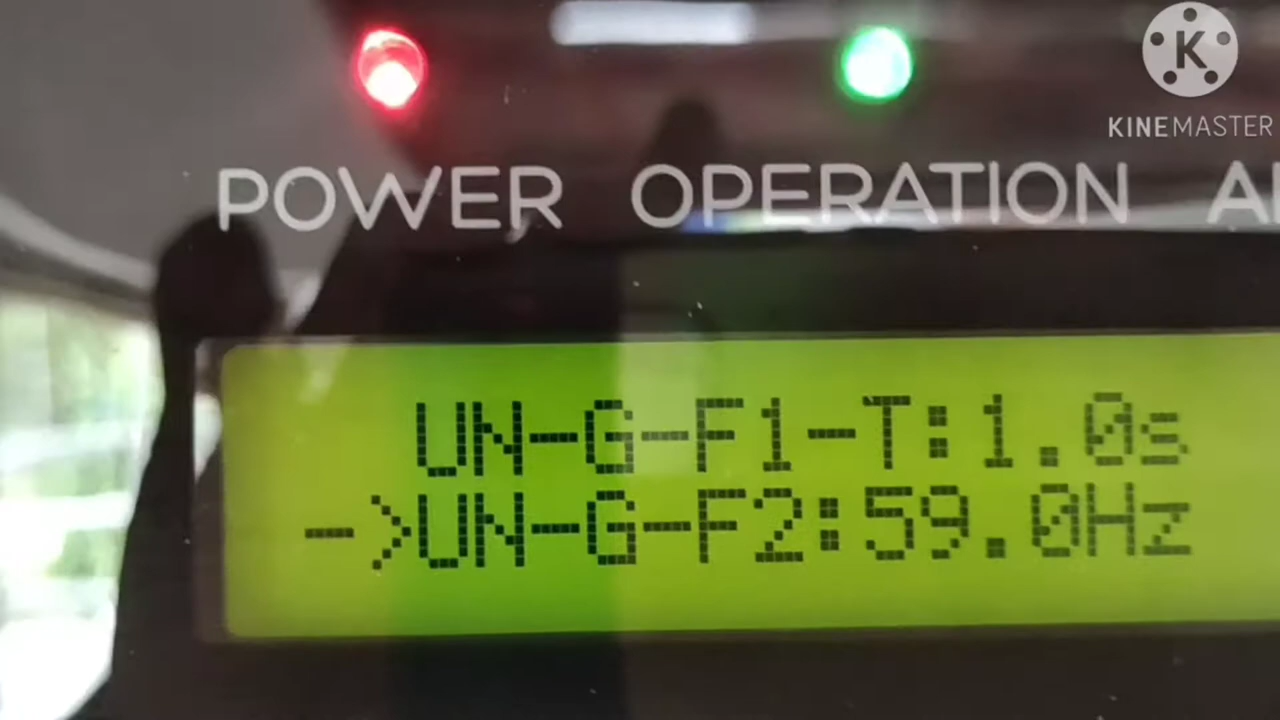 K
KINEMASTER
POWER OPERATION
UN-G-F1-T:1.0s
->UN-G-F2:59.0Hz